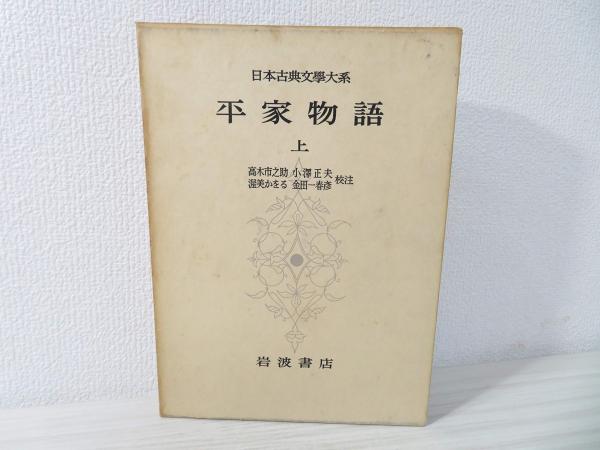 日本古典文學大系
平家物語
上
高木市之助 小澤正夫
渥美かをる 金田一春彦 校注
岩波書店